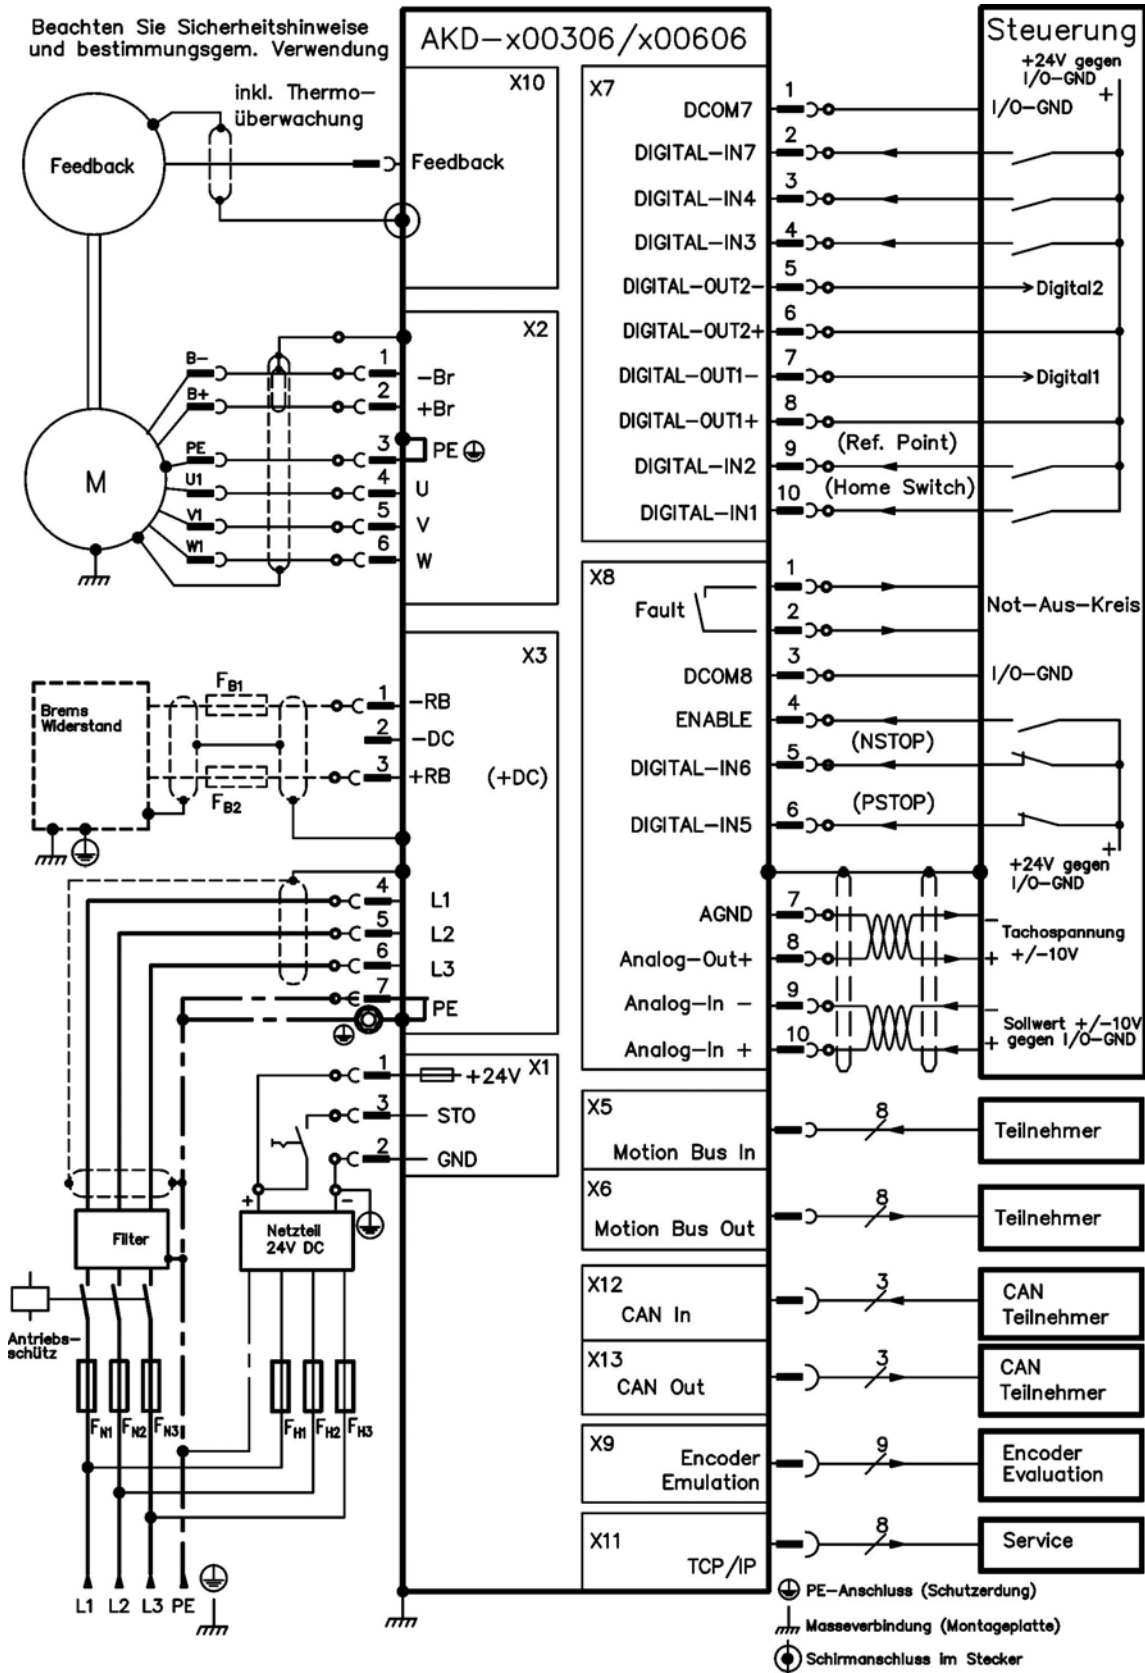 Beachten Sie Sicherheitshinweise
und bestimmungsgem. Verwendung
AKD-x00306/x00606
Steuerung
+24V gegen
I/O-GND
+
I/O-GND
inkl. Thermo-
überwachung
Feedback
Feedback
X10
X7
DCOM7
1
DIGITAL-IN7
2
DIGITAL-IN4
3
DIGITAL-IN3
4
DIGITAL-OUT2-
5
Digital2
DIGITAL-OUT2+
6
DIGITAL-OUT1-
7
Digital1
DIGITAL-OUT1+
8
DIGITAL-IN2
9
(Ref. Point)
DIGITAL-IN1
10
(Home Switch)
X2
B-
1
-Br
B+
2
+Br
PE
3
PE
U1
4
U
V1
5
V
W1
6
W
M
X8
Fault
1
2
Not-Aus-Kreis
DCOM8
3
I/O-GND
ENABLE
4
(NSTOP)
DIGITAL-IN6
5
(PSTOP)
DIGITAL-IN5
6
+
+24V gegen
I/O-GND
AGND
7
-
Tachospannung
+/-10V
Analog-Out+
8
+
Analog-In -
9
-
Sollwert +/-10V
gegen I/O-GND
Analog-In +
10
+
X3
Brems
Widerstand
FB1
1
-RB
2
-DC
3
+RB
(+DC)
FB2
4
L1
5
L2
6
L3
7
PE
X1
1
+24V
3
STO
2
GND
+
-
Netzteil
24V DC
Filter
Antriebs-
schütz
FN1
FN2
FN3
FH1
FH2
FH3
L1
L2
L3
PE
X5
Motion Bus In
8
Teilnehmer
X6
Motion Bus Out
8
Teilnehmer
X12
CAN In
3
CAN
Teilnehmer
X13
CAN Out
3
CAN
Teilnehmer
X9
Encoder
Emulation
9
Encoder
Evaluation
X11
TCP/IP
8
Service
PE-Anschluss (Schutzerdung)
Masseverbindung (Montageplatte)
Schirmanschluss im Stecker